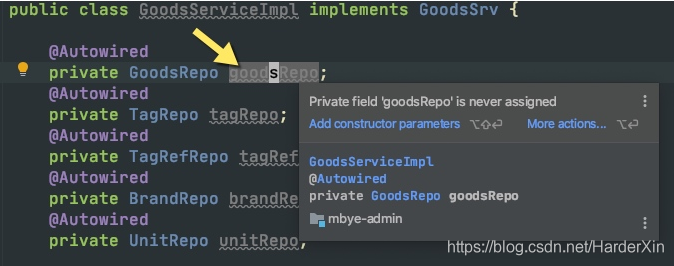 public class GoodsServiceImpl implements GoodsSrv {
@Autowired
private GoodsRepo goodsRepo;
@Autowired
private TagRepo tagRepo;
@Autowired
private TagRefRepo tagRef
@Autowired
private BrandRepo brandRe
@Autowired
private UnitRepo unitRepo;
Private field 'goodsRepo' is never assigned
Add constructor parameters ⌥⇧⏎ More actions... ⌥⏎
GoodsServiceImpl
@Autowired
private GoodsRepo goodsRepo
mbye-admin
https://blog.csdn.net/HarderXin